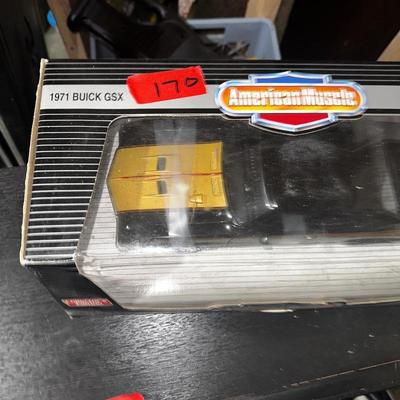 1971 BUICK GSX
170
American Muscle